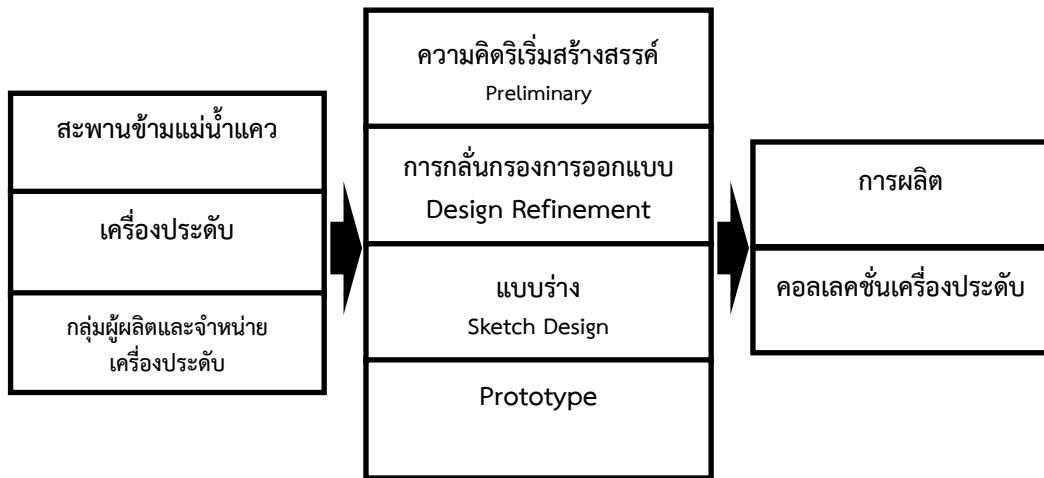 สะพานข้ามแม่น้ำแคว
เครื่องประดับ
กลุ่มผู้ผลิตและจำหน่าย
เครื่องประดับ
ความคิดริเริ่มสร้างสรรค์
Preliminary
การกลั่นกรองการออกแบบ
Design Refinement
แบบร่าง
Sketch Design
Prototype
การผลิต
คอลเลคชั่นเครื่องประดับ